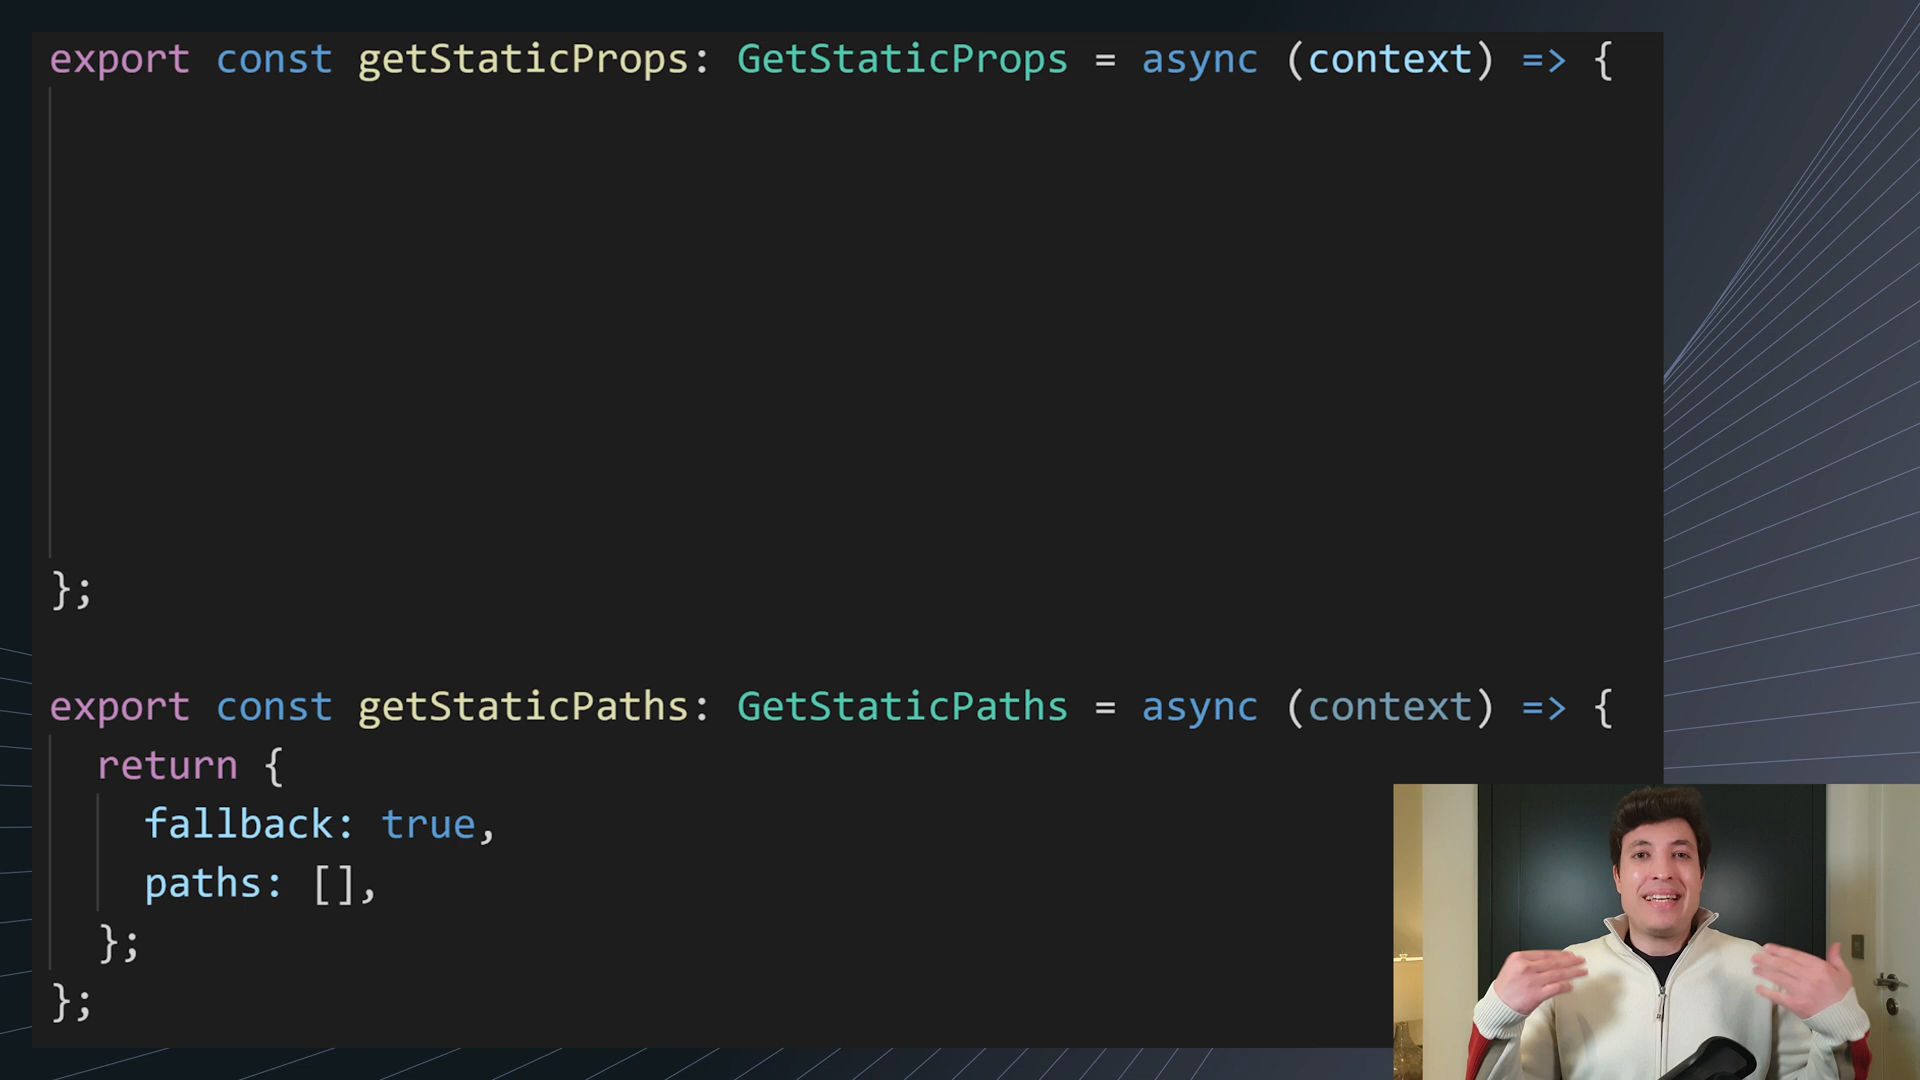 export const getStaticProps: GetStaticProps = async (context) => {
};
export const getStaticPaths: GetStaticPaths = async (context) => {
return {
fallback: true,
paths: [],
};
};